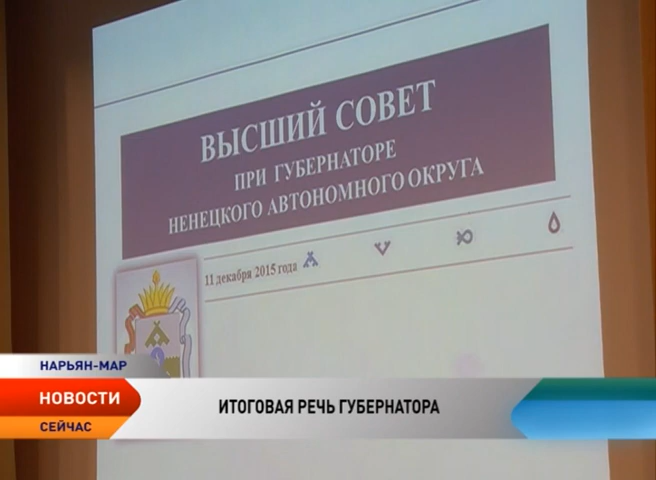 ВЫСШИЙ СОВЕТ
ПРИ ГУБЕРНАТОРЕ
НЕНЕЦКОГО АВТОНОМНОГО ОКРУГА
11 декабря 2015 года
НАРЬЯН-МАР
НОВОСТИ
СЕЙЧАС
ИТОГОВАЯ РЕЧЬ ГУБЕРНАТОРА